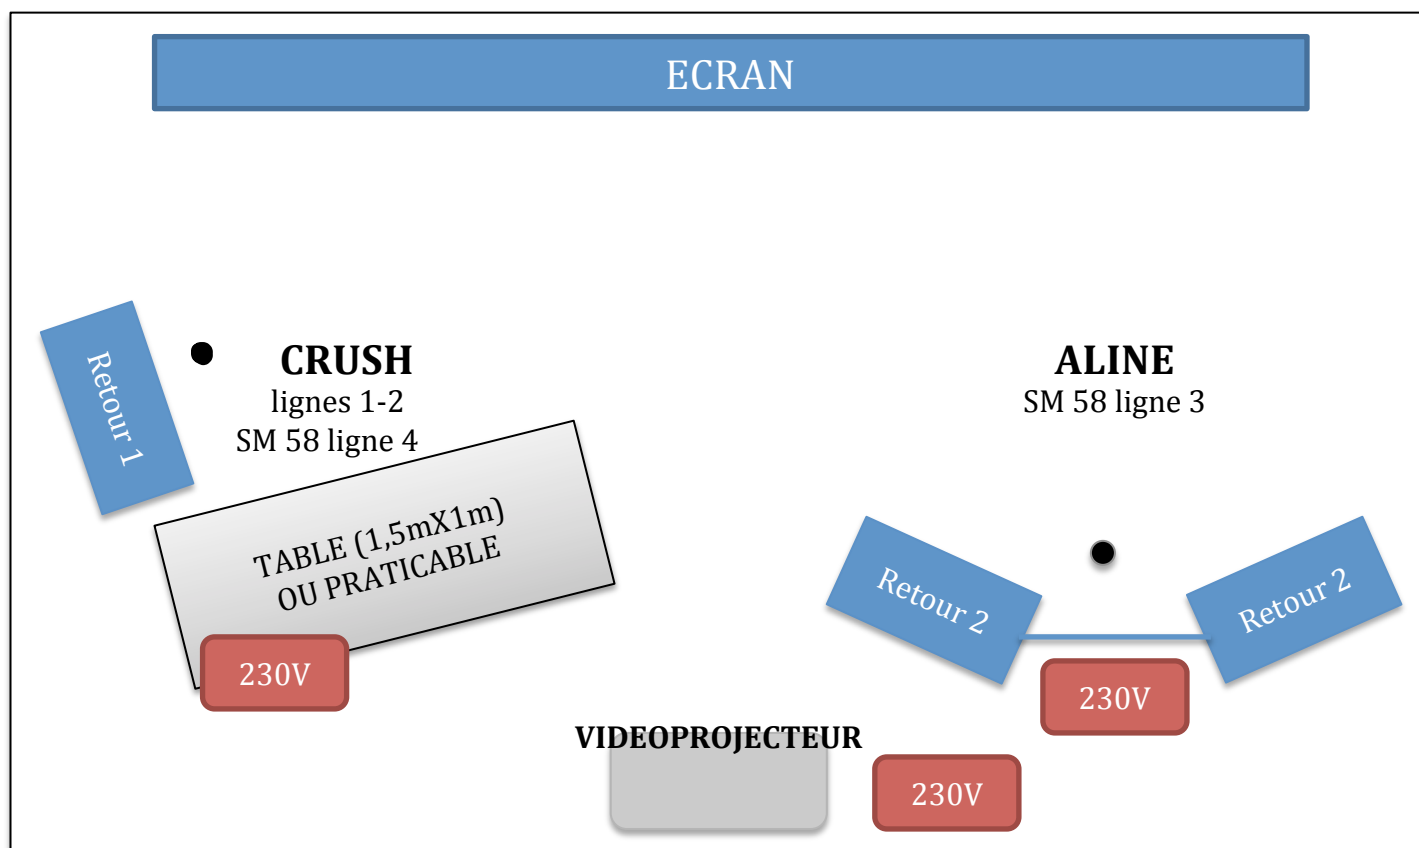 ECRAN
Retour 1
CRUSH
lignes 1-2
SM 58 ligne 4
ALINE
SM 58 ligne 3
TABLE (1,5mX1m)
OU PRATICABLE
230V
Retour 2
Retour 2
230V
VIDEOPROJECTEUR
230V